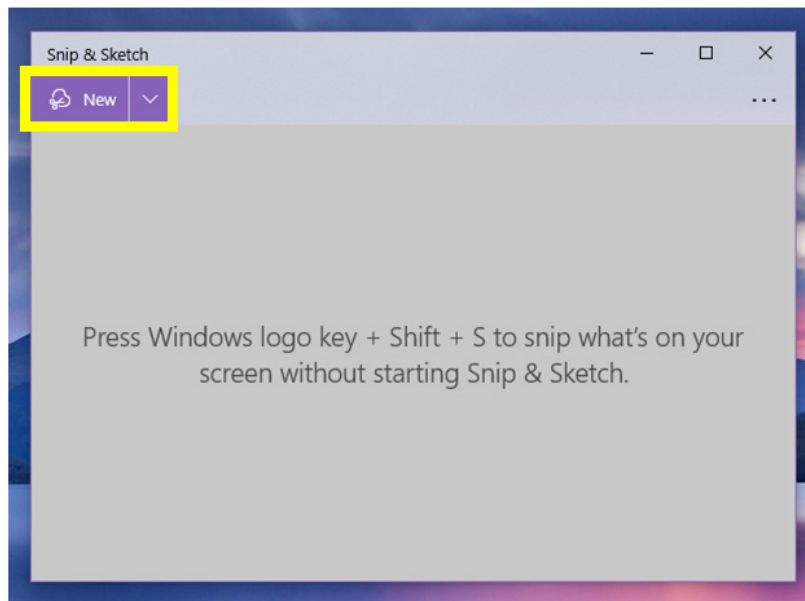 Snip & Sketch
New
Press Windows logo key + Shift + S to snip what's on your
screen without starting Snip & Sketch.